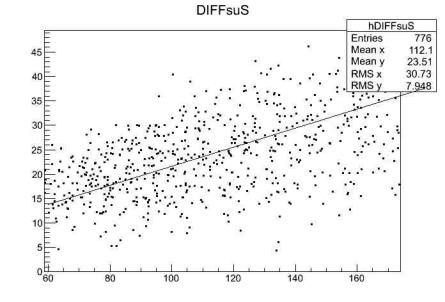 DIFFsuS
hDIFFsuS
Entries 776
Mean x 112.1
Mean y 23.51
RMS x 30.73
RMS y 7.948
45
40
35
30
25
20
15
10
5
0
60 80 100 120 140 160